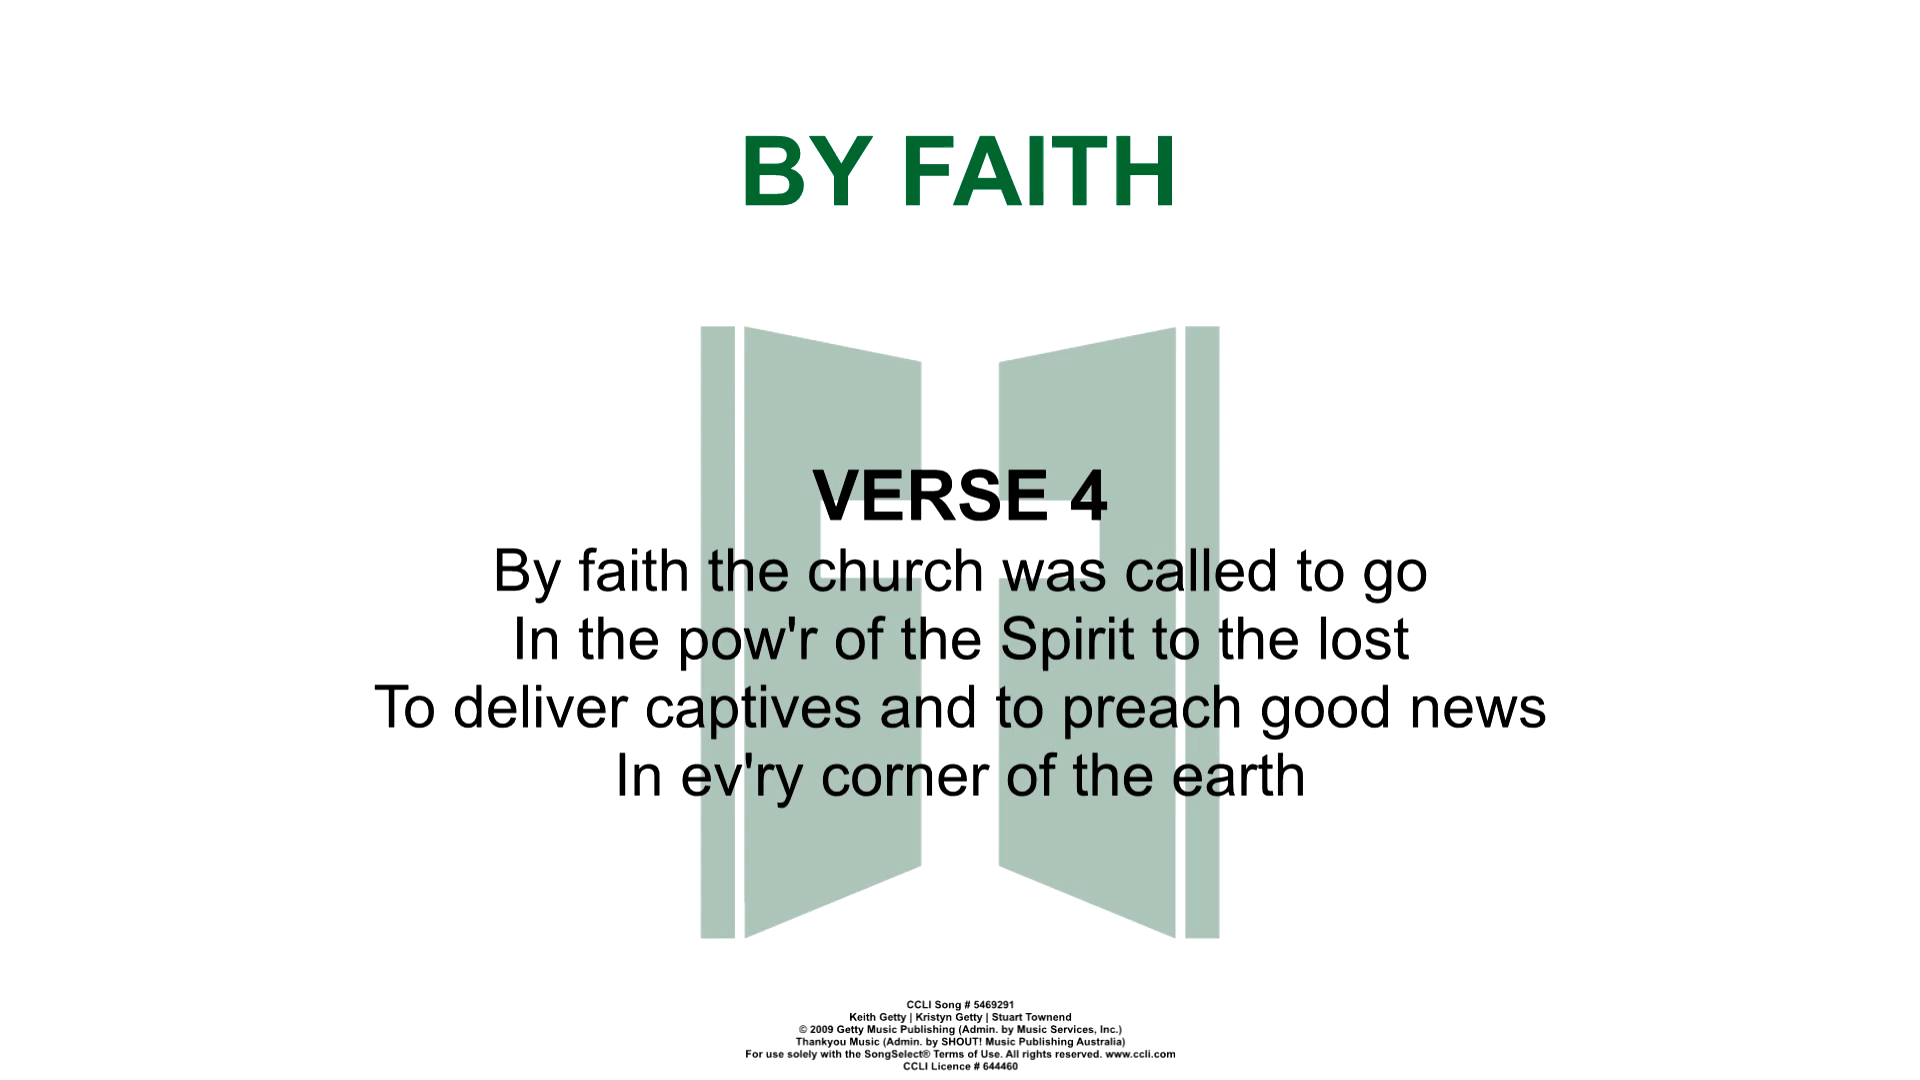 BY FAITH
VERSE 4
By faith the church was called to go
In the pow'r of the Spirit to the lost
To deliver captives and to preach good news
In ev'ry corner of the earth
CCLI Song # 5469291
Keith Getty | Kristyn Getty | Stuart Townend
© 2009 Getty Music Publishing (Admin. by Music Services, Inc.)
Thankyou Music (Admin. by SHOUT! Music Publishing Australia)
For use solely with the SongSelect® Terms of Use. All rights reserved. www.ccli.com
CCLI Licence # 644460